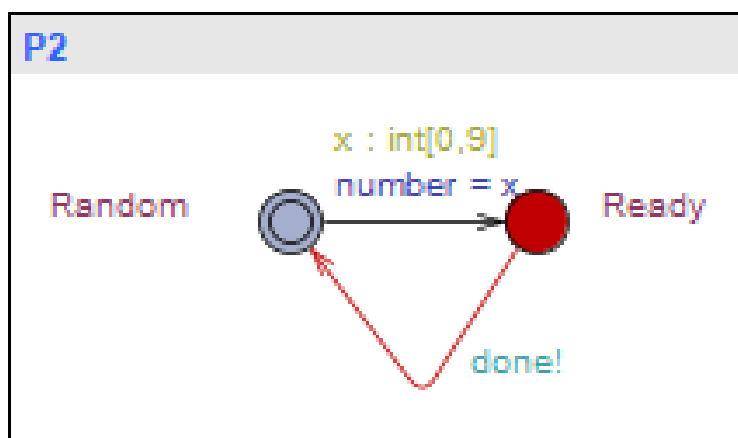 P2
x : int[0,9]
number = x
Random
Ready
done!